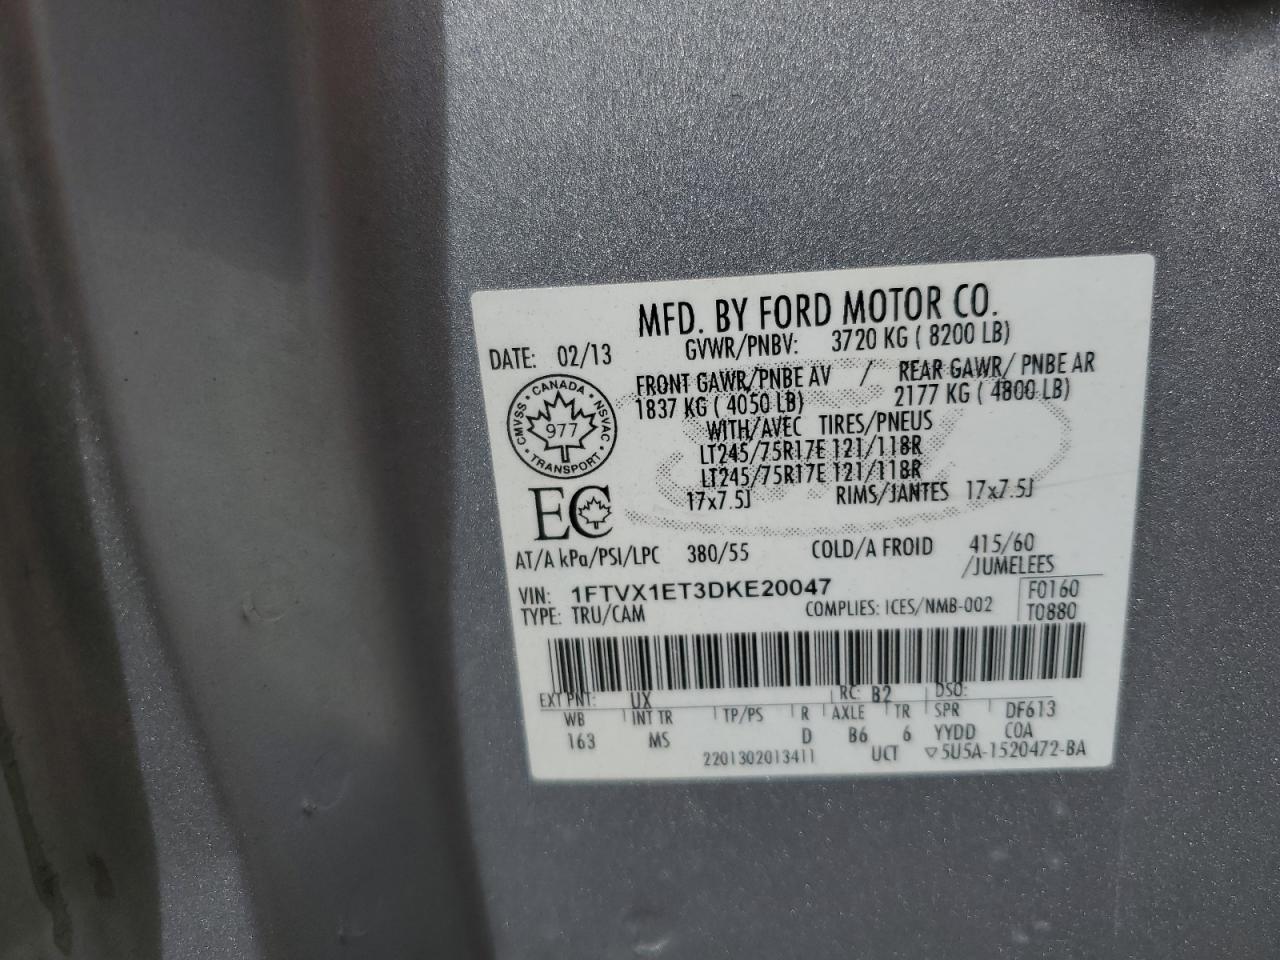 MFD. BY FORD MOTOR CO.
DATE: 02/13
GVWR/PNBV: 3720 KG ( 8200 LB)
FRONT GAWR/PNBE AV / REAR GAWR/ PNBE AR
1837 KG ( 4050 LB) 2177 KG ( 4800 LB)
WITH/AVEC TIRES/PNEUS
LT245/75R17E 121/118R
LT245/75R17E 121/118R
17x7.5J RIMS/JANTES 17x7.5J
CANADA
CMVSS · NSVAC
977
TRANSPORT
EC
AT/A kPa/PSI/LPC 380/55 COLD/A FROID 415/60
/JUMELEES
VIN: 1FTVX1ET3DKE20047
TYPE: TRU/CAM COMPLIES: ICES/NMB-002
F0160
T0880
EXT PNT: UX RC: B2 DSO:
WB INT TR TP/PS R AXLE TR SPR DF613
163 MS D B6 6 YYDD COA
2201302013411 UCT ▽5U5A-1520472-BA